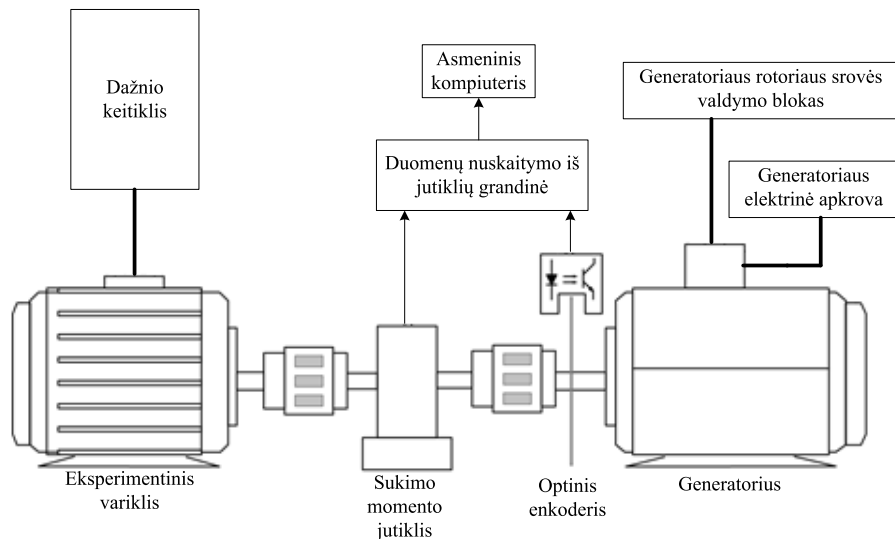 Dažnio
keitiklis
Asmeninis
kompiuteris
Generatoriaus rotoriaus srovės
valdymo blokas
Duomenų nuskaitymo iš
jutiklių grandinė
Generatoriaus
elektrinė apkrova
Eksperimentinis
variklis
Sukimo
momento
jutiklis
Optinis
enkoderis
Generatorius